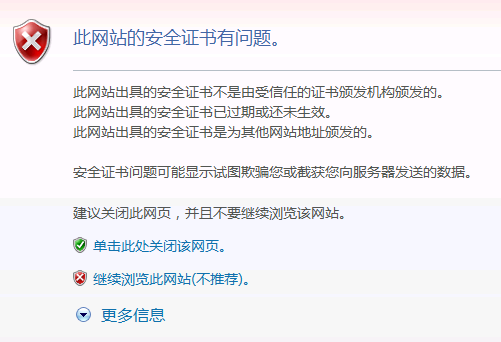 此网站的安全证书有问题。
此网站出具的安全证书不是由受信任的证书颁发机构颁发的。
此网站出具的安全证书已过期或还未生效。
此网站出具的安全证书是为其他网站地址颁发的。
安全证书问题可能显示试图欺骗您或截获您向服务器发送的数据。
建议关闭此网页，并且不要继续浏览该网站。
单击此处关闭该网页。
继续浏览此网站(不推荐)。
更多信息